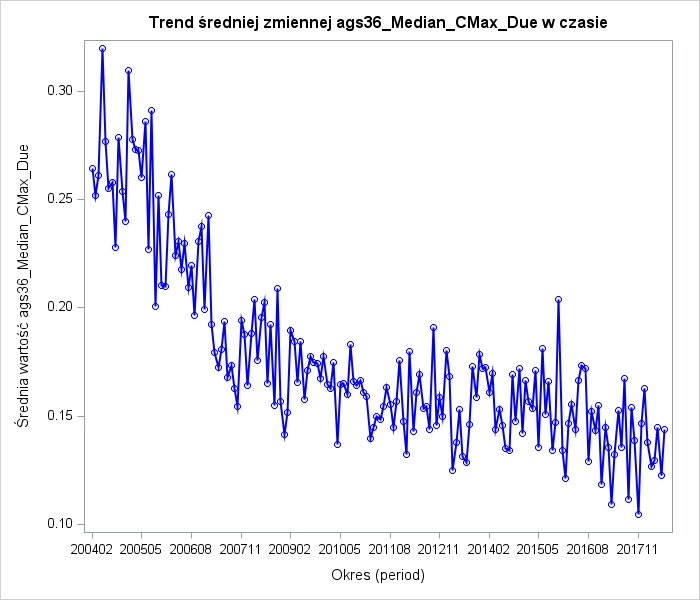 Trend średniej zmiennej ags36_Median_CMax_Due w czasie
Średnia wartość ags36_Median_CMax_Due
0.30
0.25
0.20
0.15
0.10
200402 200505 200608 200711 200902 201005 201108 201211 201402 201505 201608 201711
Okres (period)